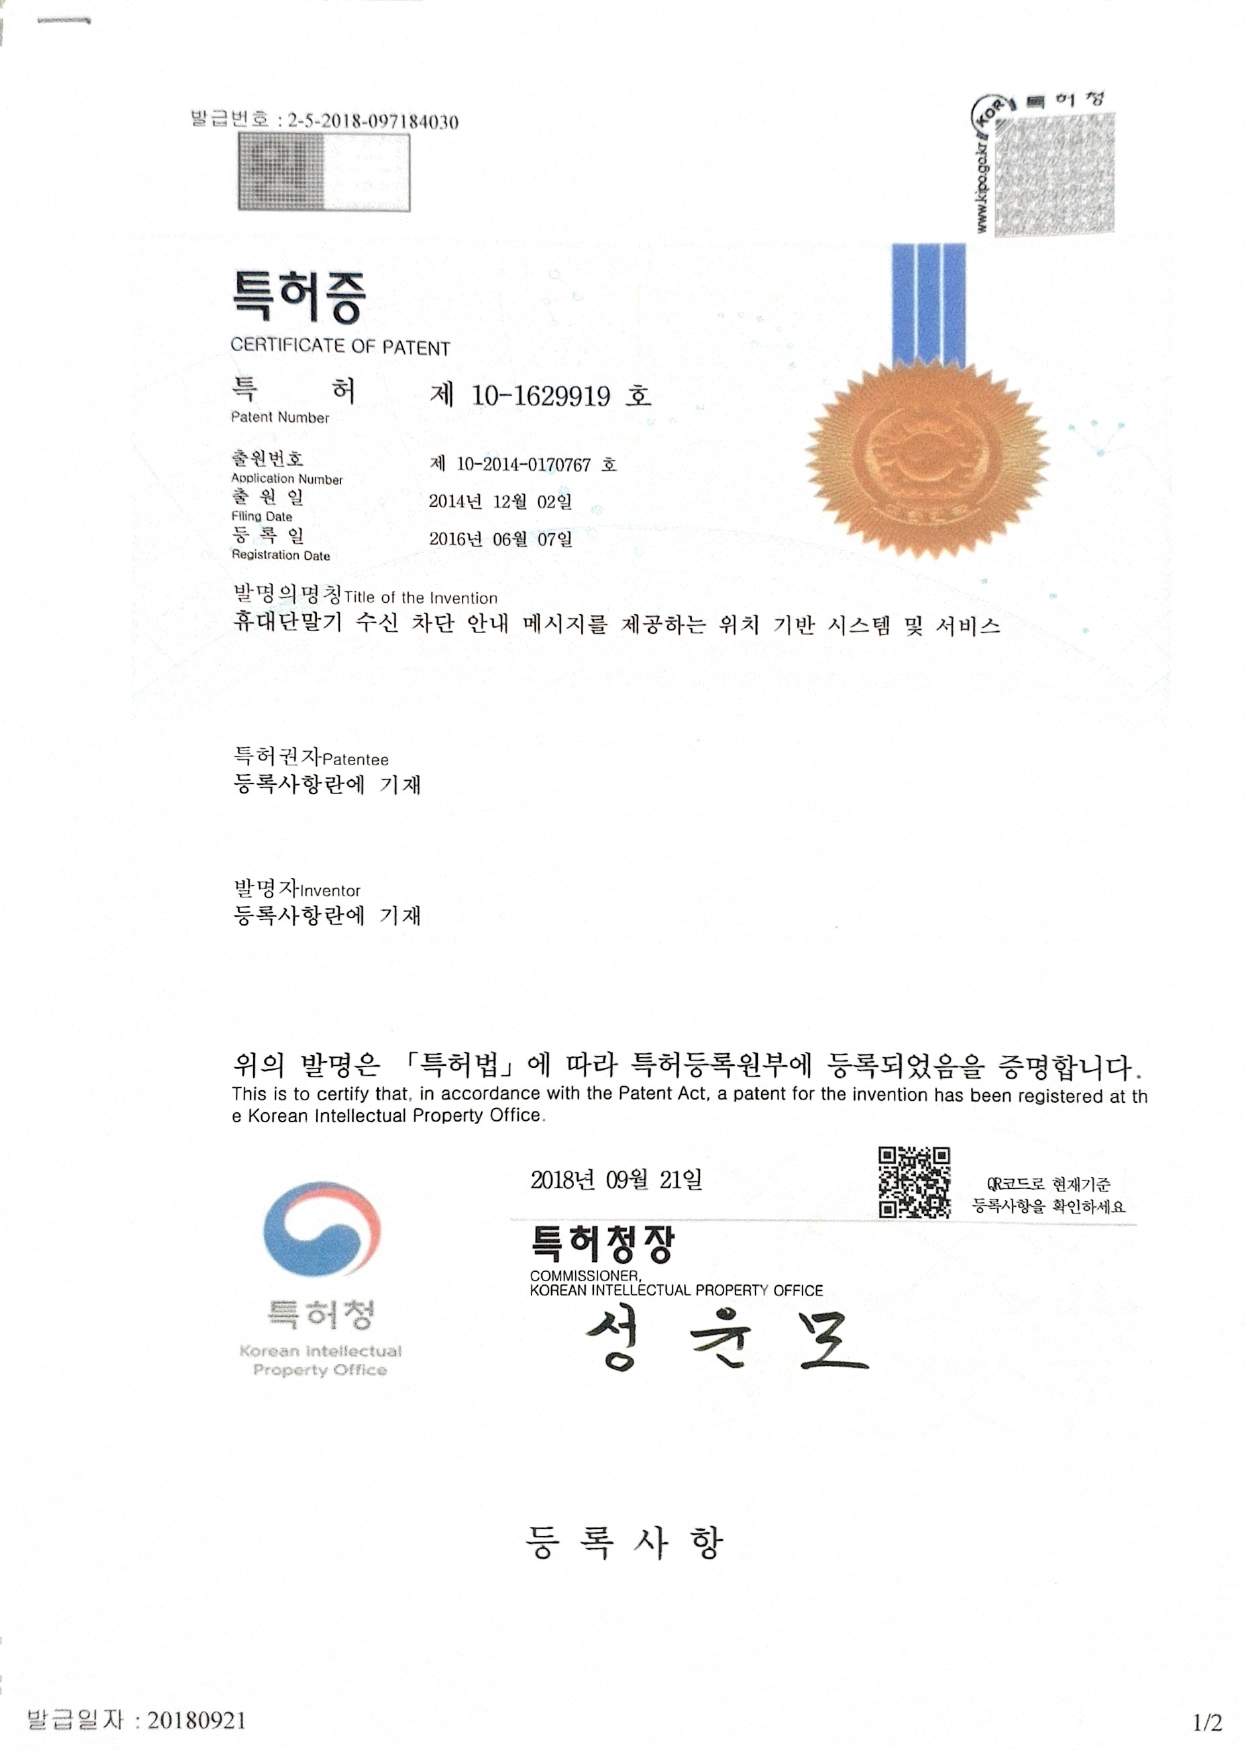 발급번호 : 2-5-2018-097184030
원
KOR 특허청
www.kipo.go.kr
특허증
CERTIFICATE OF PATENT
특 허 제 10-1629919 호
Patent Number
출원번호 제 10-2014-0170767 호
Application Number
출 원 일 2014년 12월 02일
Filing Date
등 록 일 2016년 06월 07일
Registration Date
발명의명칭Title of the Invention
휴대단말기 수신 차단 안내 메시지를 제공하는 위치 기반 시스템 및 서비스
특허권자Patentee
등록사항란에 기재
발명자Inventor
등록사항란에 기재
위의 발명은 「특허법」에 따라 특허등록원부에 등록되었음을 증명합니다.
This is to certify that, in accordance with the Patent Act, a patent for the invention has been registered at th
e Korean Intellectual Property Office.
2018년 09월 21일
QR코드로 현재기준
등록사항을 확인하세요
특허청장
COMMISSIONER,
KOREAN INTELLECTUAL PROPERTY OFFICE
성 윤 모
특허청
Korean Intellectual
Property Office
등 록 사 항
발급일자 : 20180921
1/2